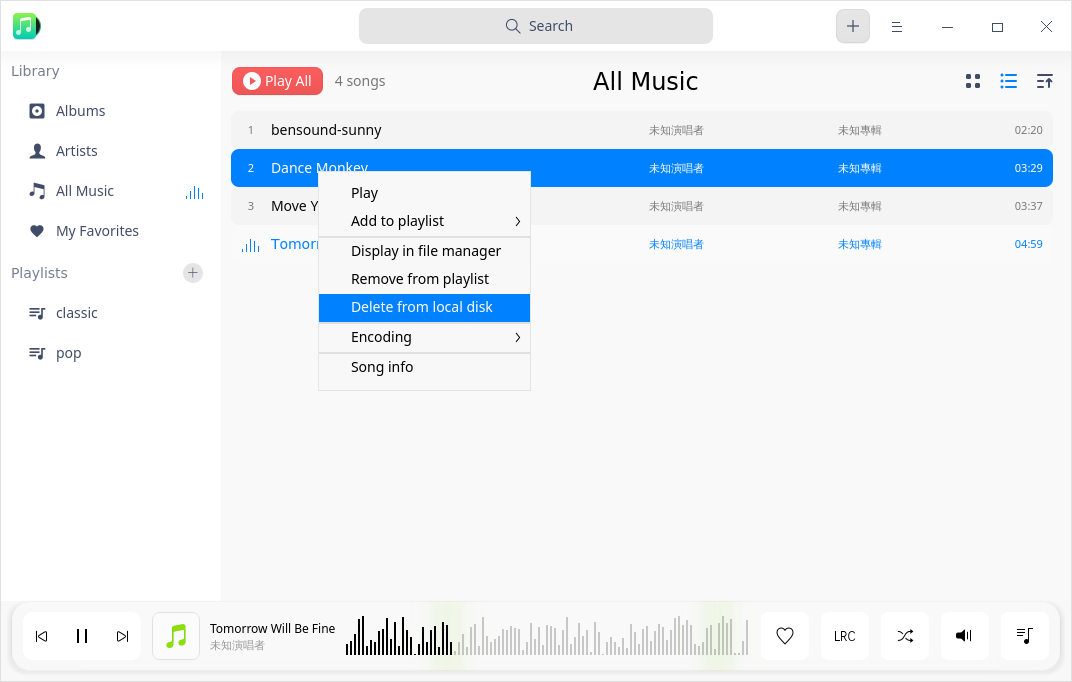 Search
Library
Albums
Artists
All Music
My Favorites
Playlists
classic
pop
Play All
4 songs
All Music
1 bensound-sunny 未知演唱者 未知專輯 02:20
2 Dance Monkey 未知演唱者 未知專輯 03:29
3 Move Y 未知演唱者 未知專輯 03:37
Tomorr 未知演唱者 未知專輯 04:59
Play
Add to playlist
Display in file manager
Remove from playlist
Delete from local disk
Encoding
Song info
Tomorrow Will Be Fine
未知演唱者
LRC